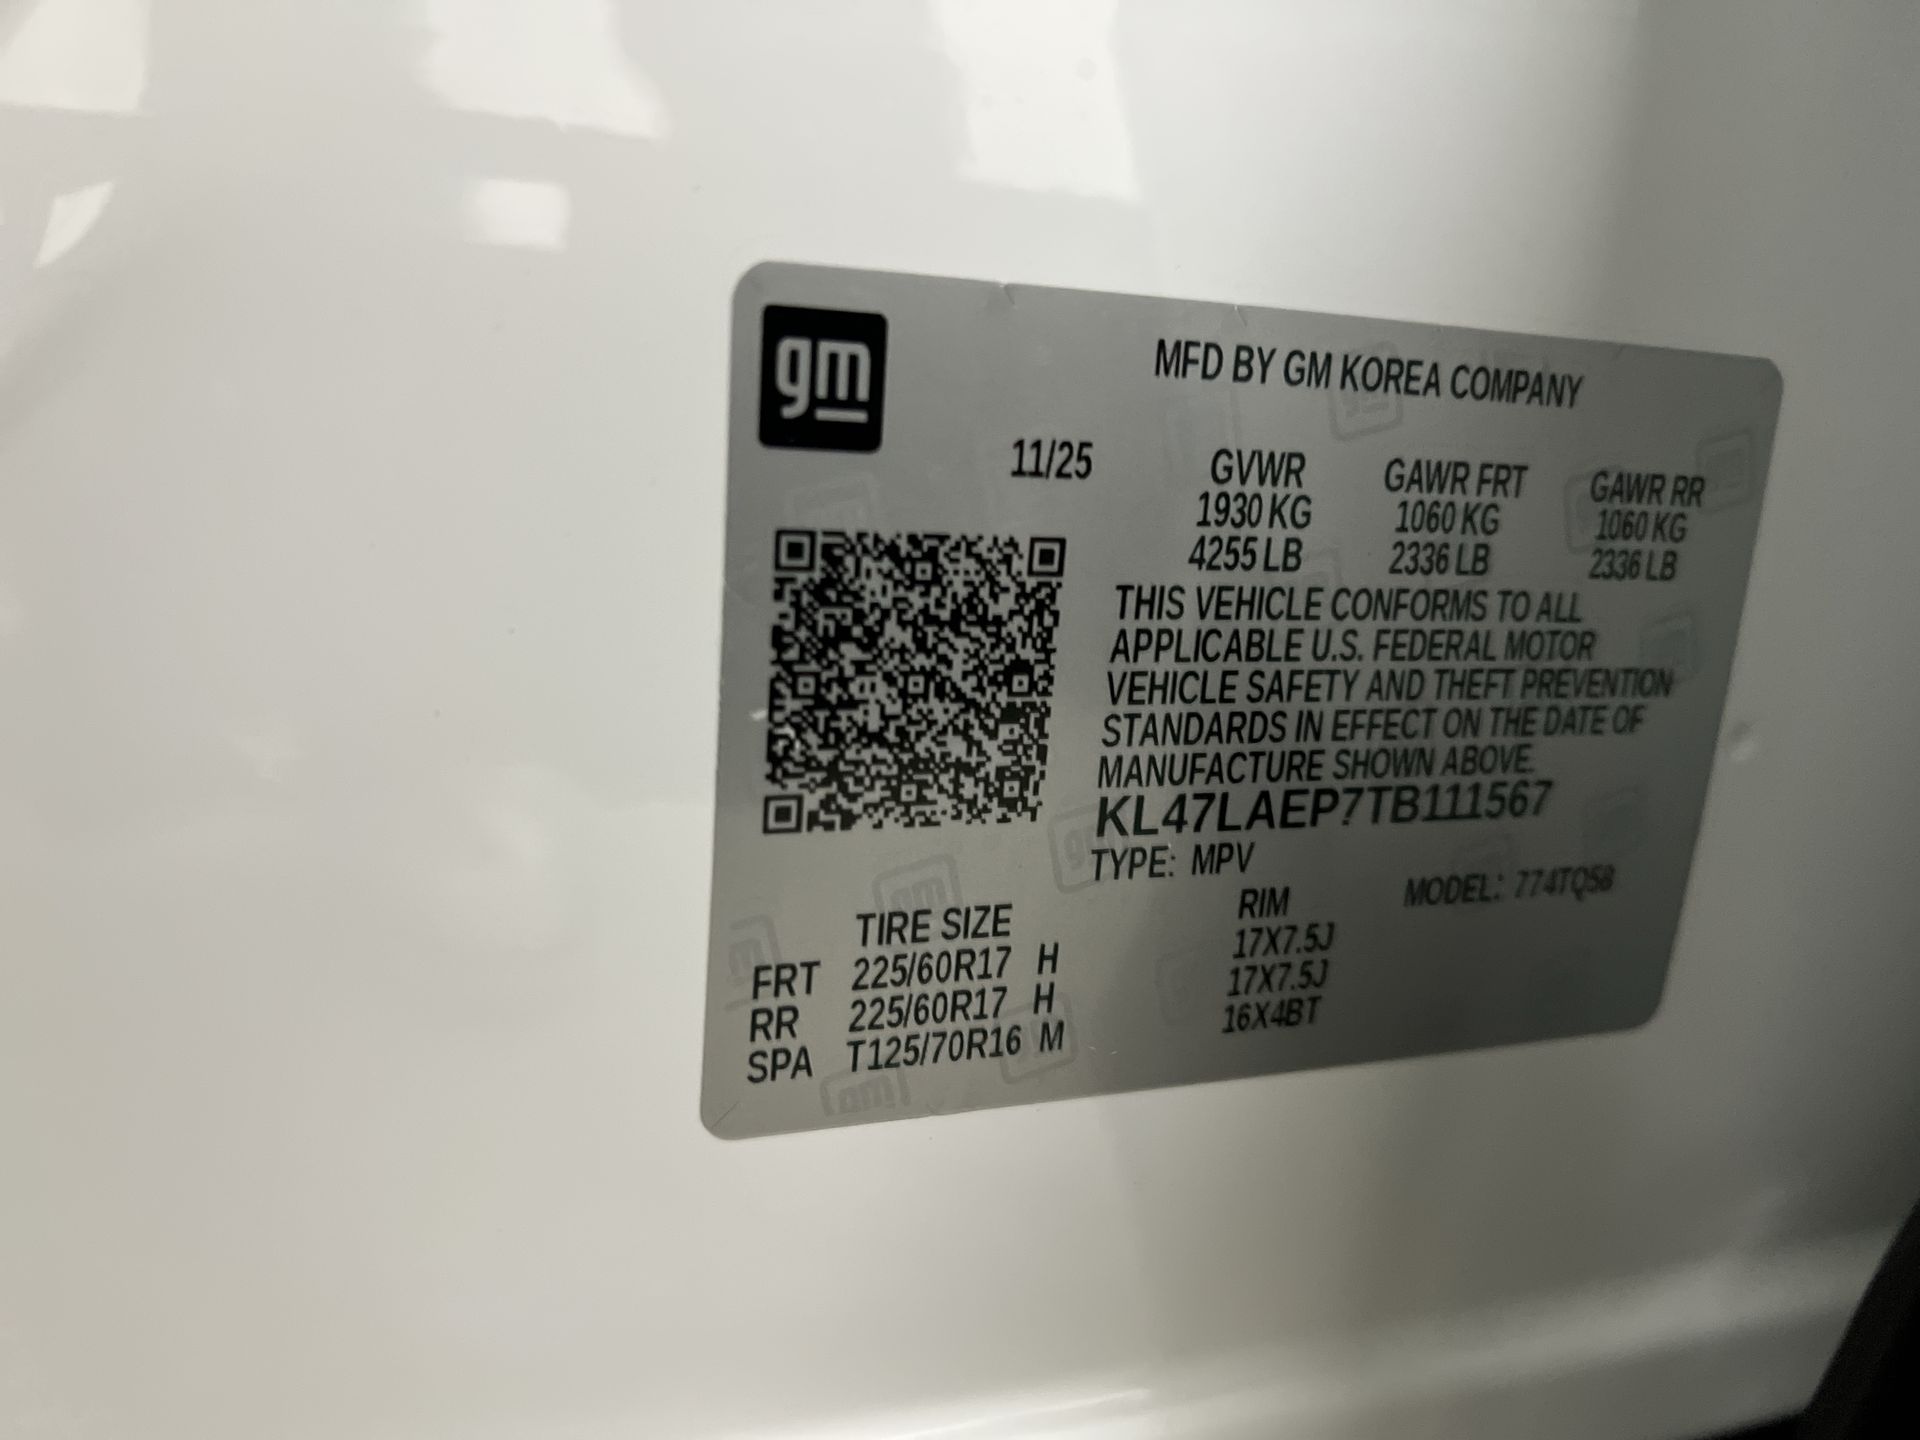 gm
MFD BY GM KOREA COMPANY
11/25
GVWR GAWR FRT GAWR RR
1930 KG 1060 KG 1060 KG
4255 LB 2336 LB 2336 LB
THIS VEHICLE CONFORMS TO ALL
APPLICABLE U.S. FEDERAL MOTOR
VEHICLE SAFETY AND THEFT PREVENTION
STANDARDS IN EFFECT ON THE DATE OF
MANUFACTURE SHOWN ABOVE.
KL47LAEP7TB111567
TYPE: MPV MODEL: 774TQ58
TIRE SIZE RIM
FRT 225/60R17 H 17X7.5J
RR 225/60R17 H 17X7.5J
SPA T125/70R16 M 16X4BT